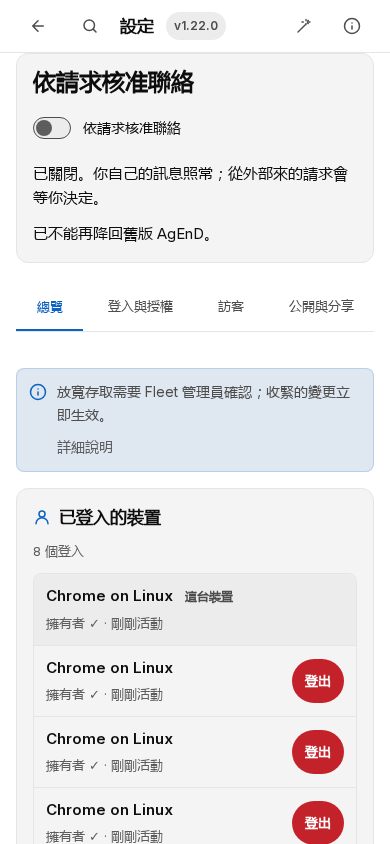 設定 v1.22.0
依請求核准聯絡
依請求核准聯絡
已關閉。你自己的訊息照常；從外部來的請求會
等你決定。
已不能再降回舊版 AgEnD。
總覽 登入與授權 訪客 公開與分享
放寬存取需要 Fleet 管理員確認；收緊的變更立
即生效。
詳細說明
已登入的裝置
8 個登入
Chrome on Linux 這台裝置
擁有者 ✓ · 剛剛活動
Chrome on Linux
擁有者 ✓ · 剛剛活動
登出
Chrome on Linux
擁有者 ✓ · 剛剛活動
登出
Chrome on Linux
擁有者 ✓ · 剛剛活動
登出